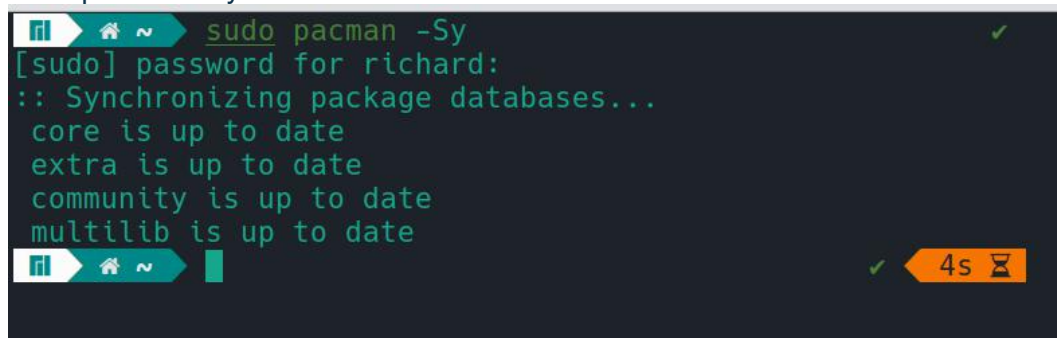 ~ sudo pacman -Sy ✔
[sudo] password for richard:
:: Synchronizing package databases...
core is up to date
extra is up to date
community is up to date
multilib is up to date
~ ✔ 4s